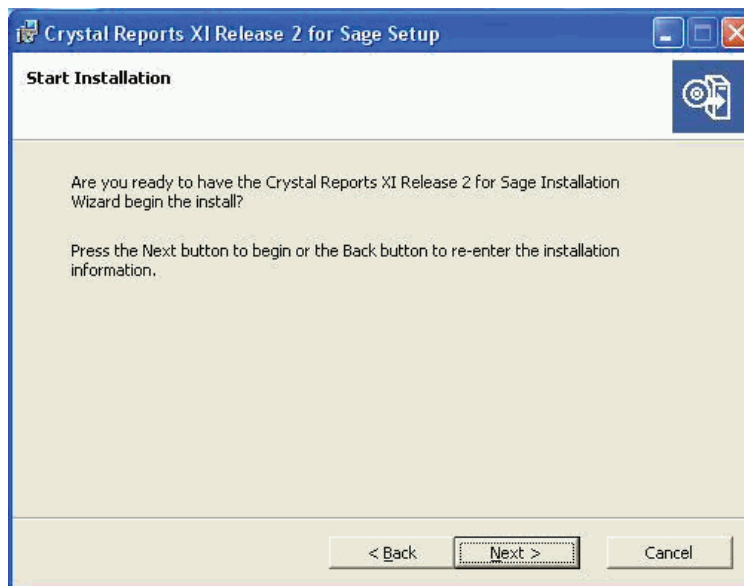 Crystal Reports XI Release 2 for Sage Setup
Start Installation
Are you ready to have the Crystal Reports XI Release 2 for Sage Installation
Wizard begin the install?
Press the Next button to begin or the Back button to re-enter the installation
information.
< Back Next > Cancel